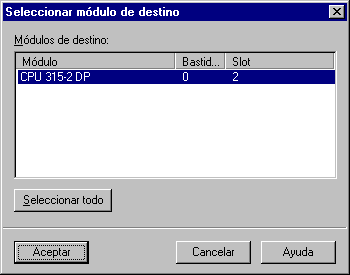 Seleccionar módulo de destino
Módulos de destino:
Módulo Bastid... Slot
CPU 315-2 DP 0 2
Seleccionar todo
Aceptar Cancelar Ayuda